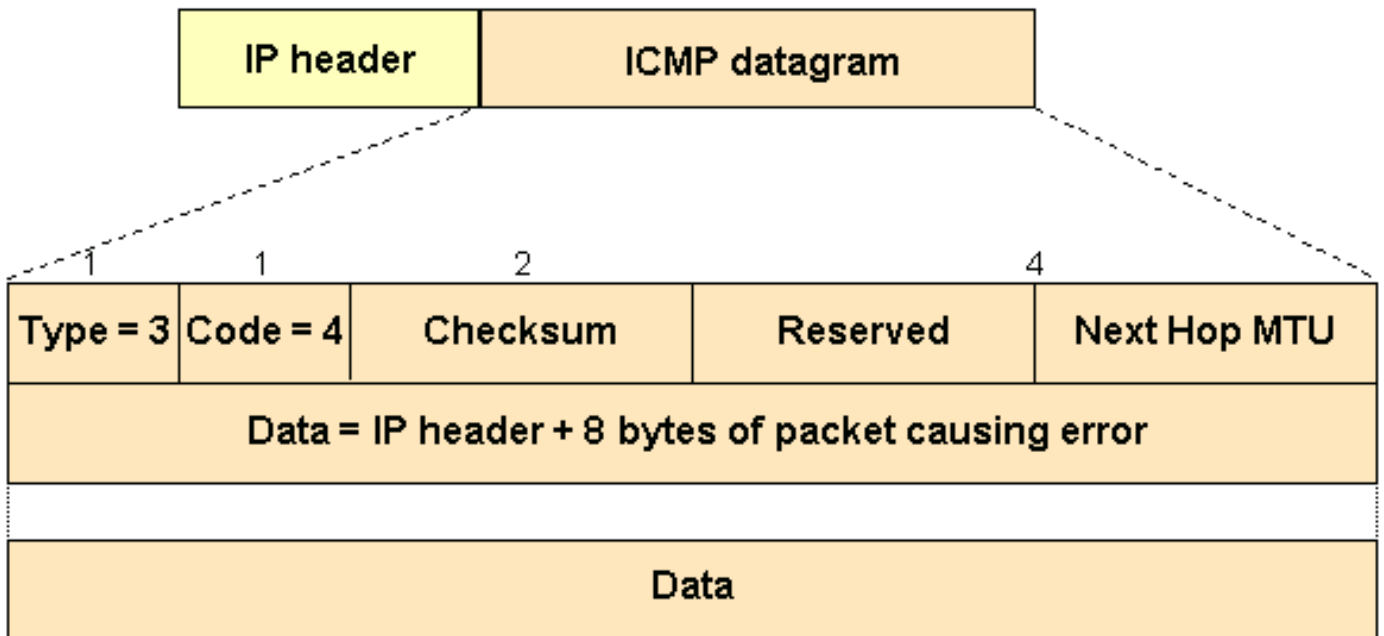 IP header ICMP datagram
1 1 2 4
Type = 3 Code = 4 Checksum Reserved Next Hop MTU
Data = IP header + 8 bytes of packet causing error
Data